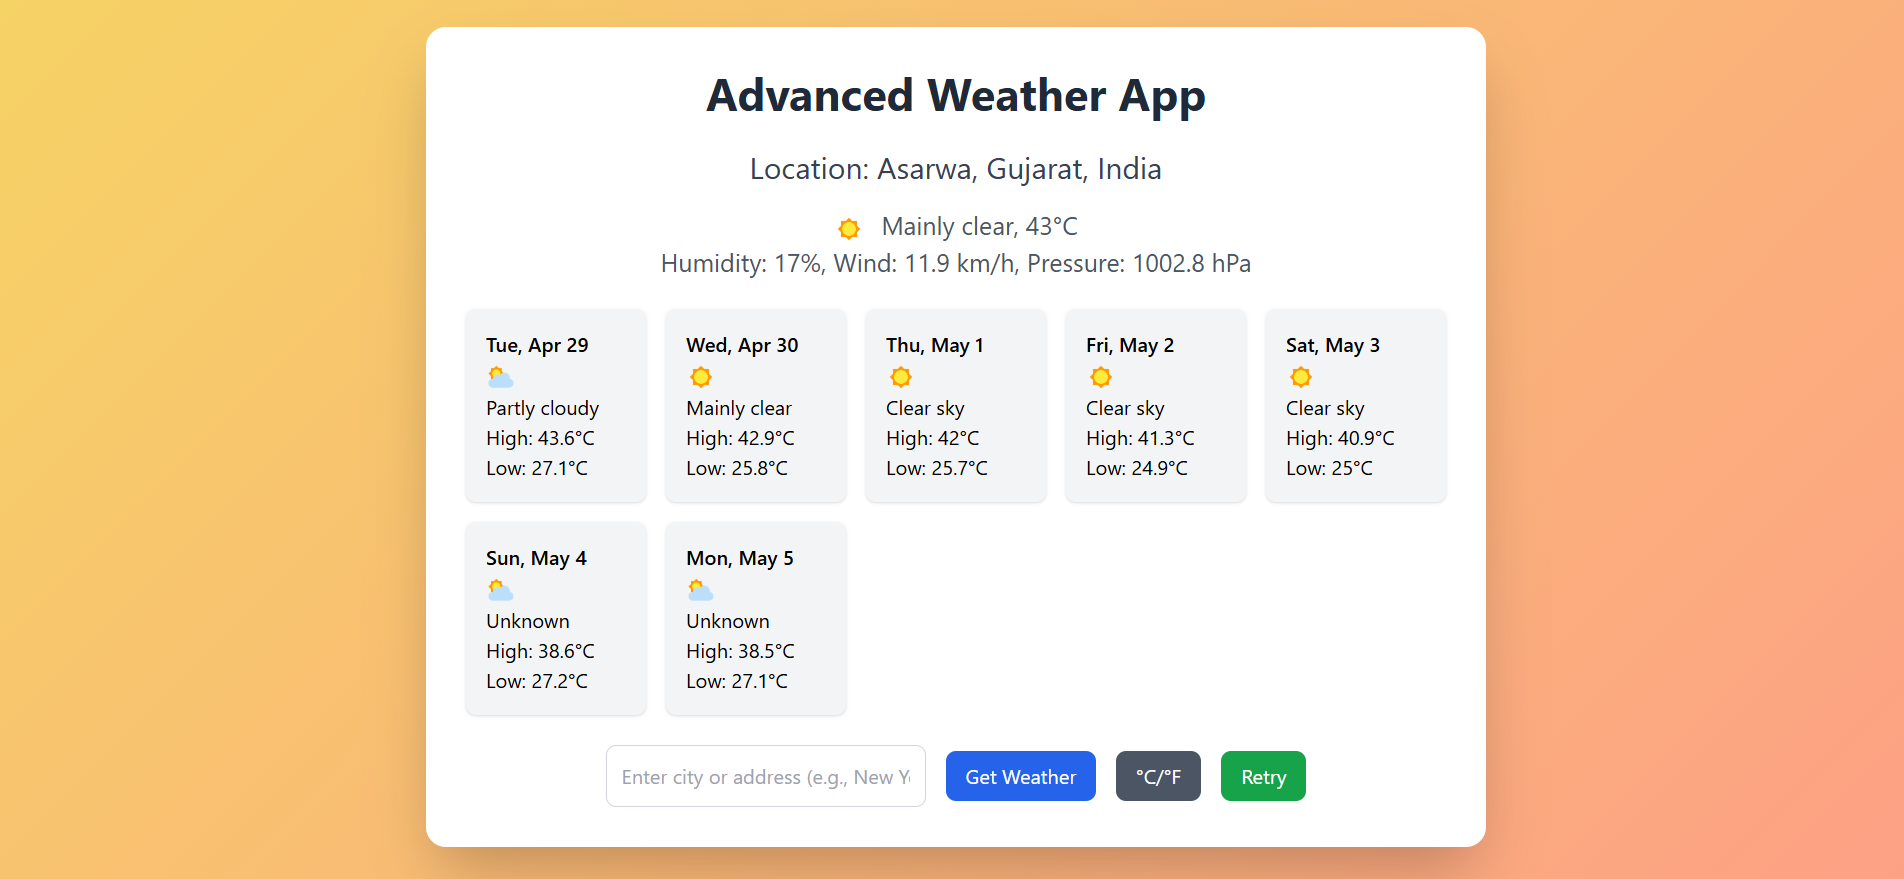 Advanced Weather App
Location: Asarwa, Gujarat, India
Mainly clear, 43°C
Humidity: 17%, Wind: 11.9 km/h, Pressure: 1002.8 hPa
Tue, Apr 29
Partly cloudy
High: 43.6°C
Low: 27.1°C
Wed, Apr 30
Mainly clear
High: 42.9°C
Low: 25.8°C
Thu, May 1
Clear sky
High: 42°C
Low: 25.7°C
Fri, May 2
Clear sky
High: 41.3°C
Low: 24.9°C
Sat, May 3
Clear sky
High: 40.9°C
Low: 25°C
Sun, May 4
Unknown
High: 38.6°C
Low: 27.2°C
Mon, May 5
Unknown
High: 38.5°C
Low: 27.1°C
Enter city or address (e.g., New Y
Get Weather
°C/°F
Retry